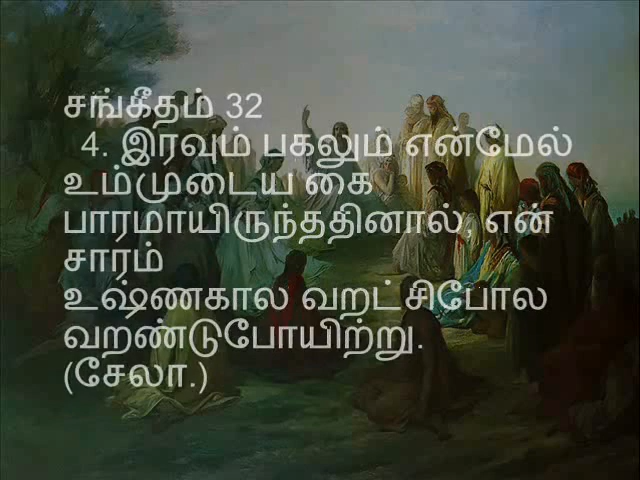 சங்கீதம் 32
4. இரவும் பகலும் என்மேல்
உம்முடைய கை
பாரமாயிருந்ததினால், என்
சாரம்
உஷ்ணகால வறட்சிபோல
வறண்டுபோயிற்று.
(சேலா.)